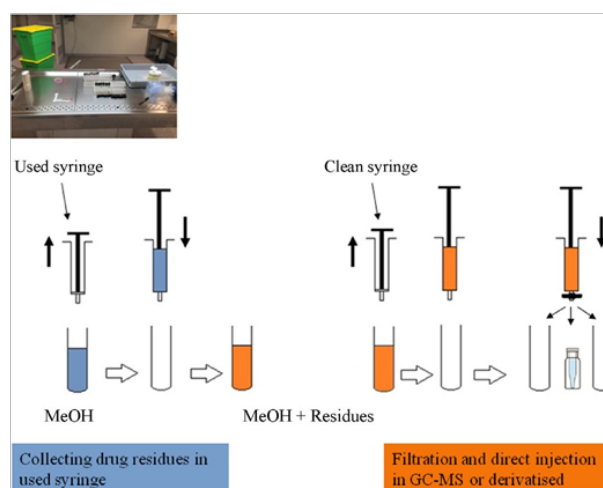 Used syringe
Clean syringe
MeOH
MeOH + Residues
Collecting drug residues in
used syringe
Filtration and direct injection
in GC-MS or derivatised